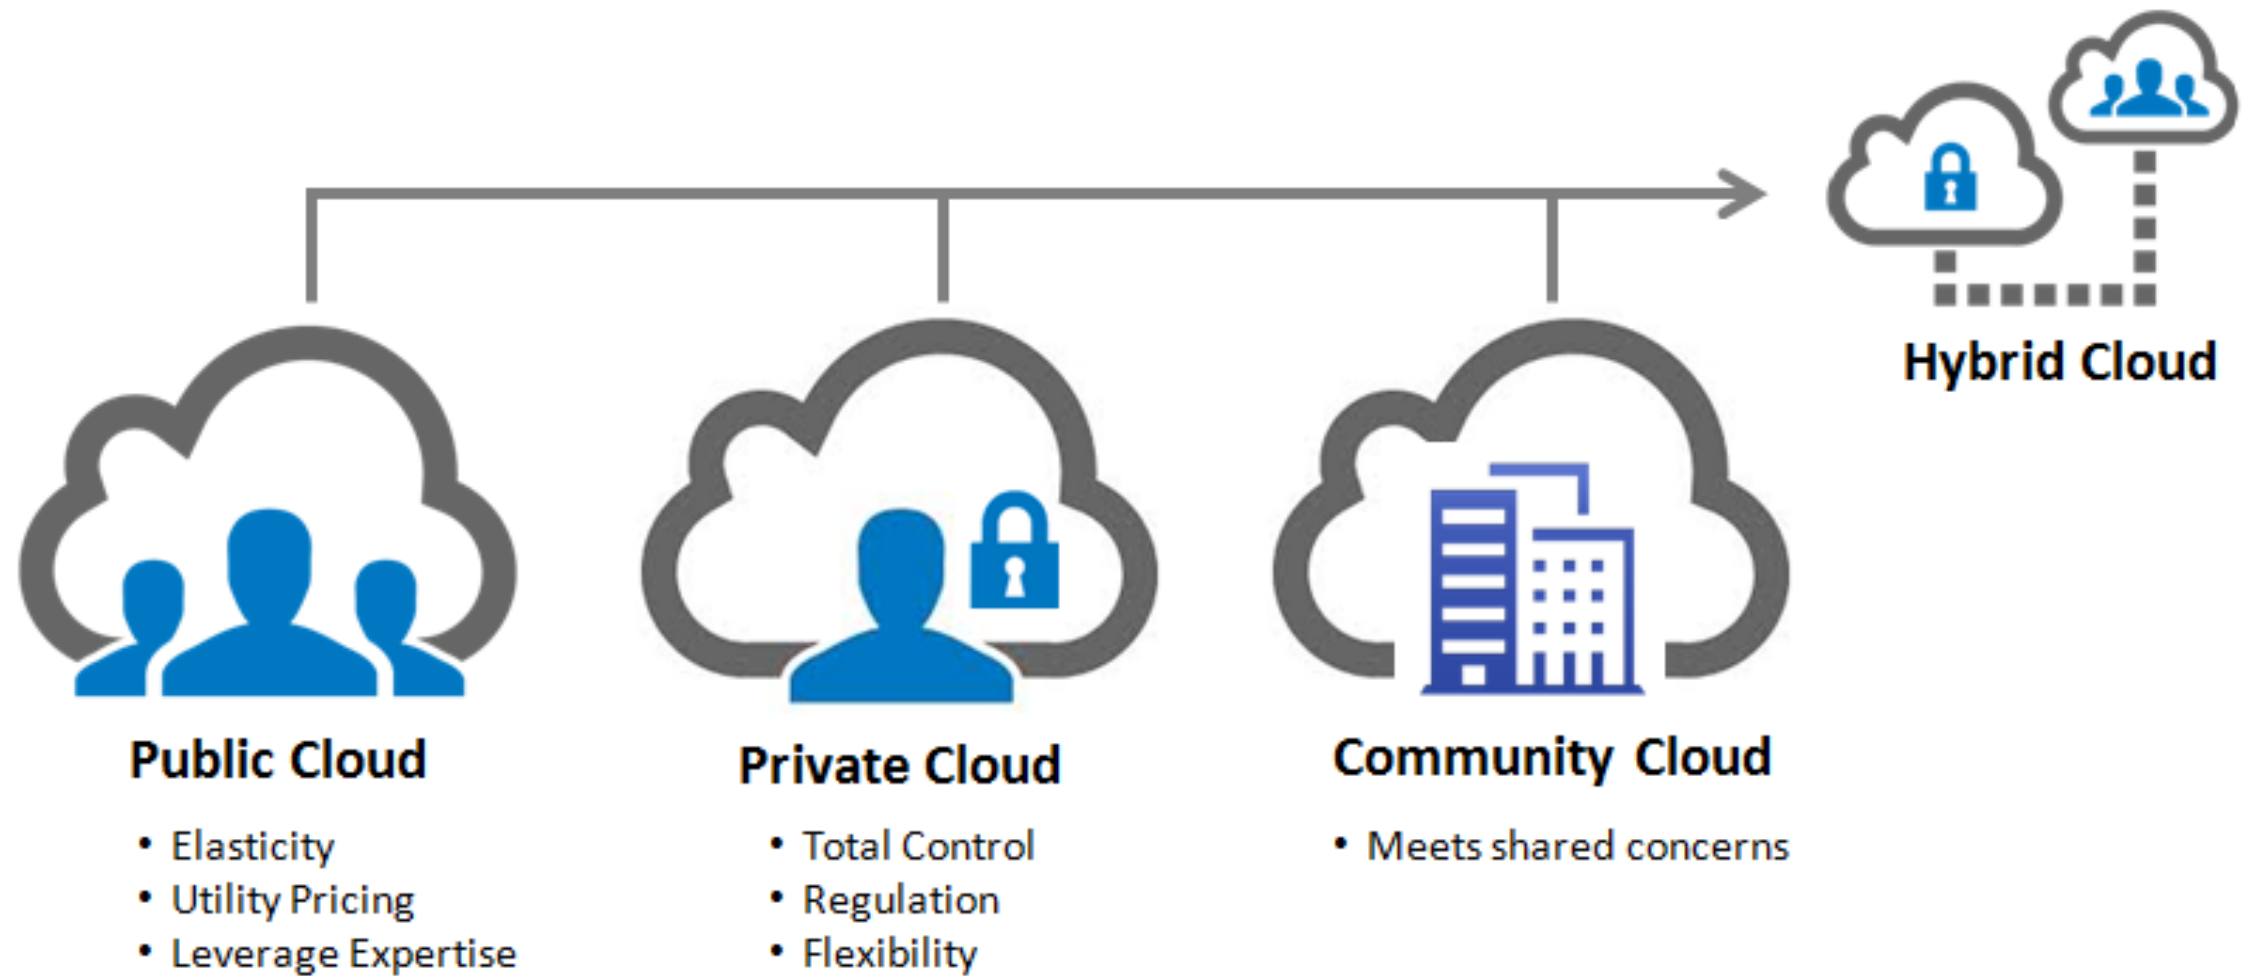 Hybrid Cloud
Public Cloud
• Elasticity
• Utility Pricing
• Leverage Expertise
Private Cloud
• Total Control
• Regulation
• Flexibility
Community Cloud
• Meets shared concerns